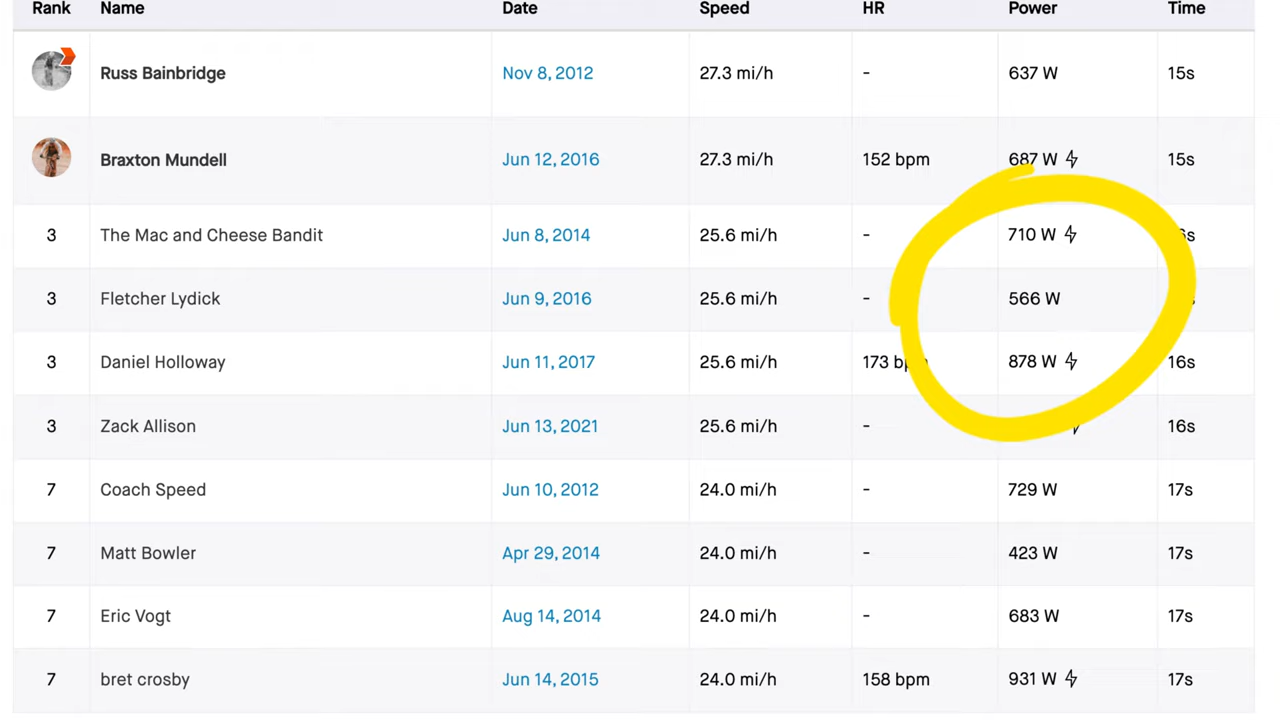 Rank Name Date Speed HR Power Time
Russ Bainbridge Nov 8, 2012 27.3 mi/h - 637 W 15s
Braxton Mundell Jun 12, 2016 27.3 mi/h 152 bpm 687 W 15s
3 The Mac and Cheese Bandit Jun 8, 2014 25.6 mi/h - 710 W
3 Fletcher Lydick Jun 9, 2016 25.6 mi/h - 566 W
3 Daniel Holloway Jun 11, 2017 25.6 mi/h 173 878 W 16s
3 Zack Allison Jun 13, 2021 25.6 mi/h - 16s
7 Coach Speed Jun 10, 2012 24.0 mi/h - 729 W 17s
7 Matt Bowler Apr 29, 2014 24.0 mi/h - 423 W 17s
7 Eric Vogt Aug 14, 2014 24.0 mi/h - 683 W 17s
7 bret crosby Jun 14, 2015 24.0 mi/h 158 bpm 931 W 17s